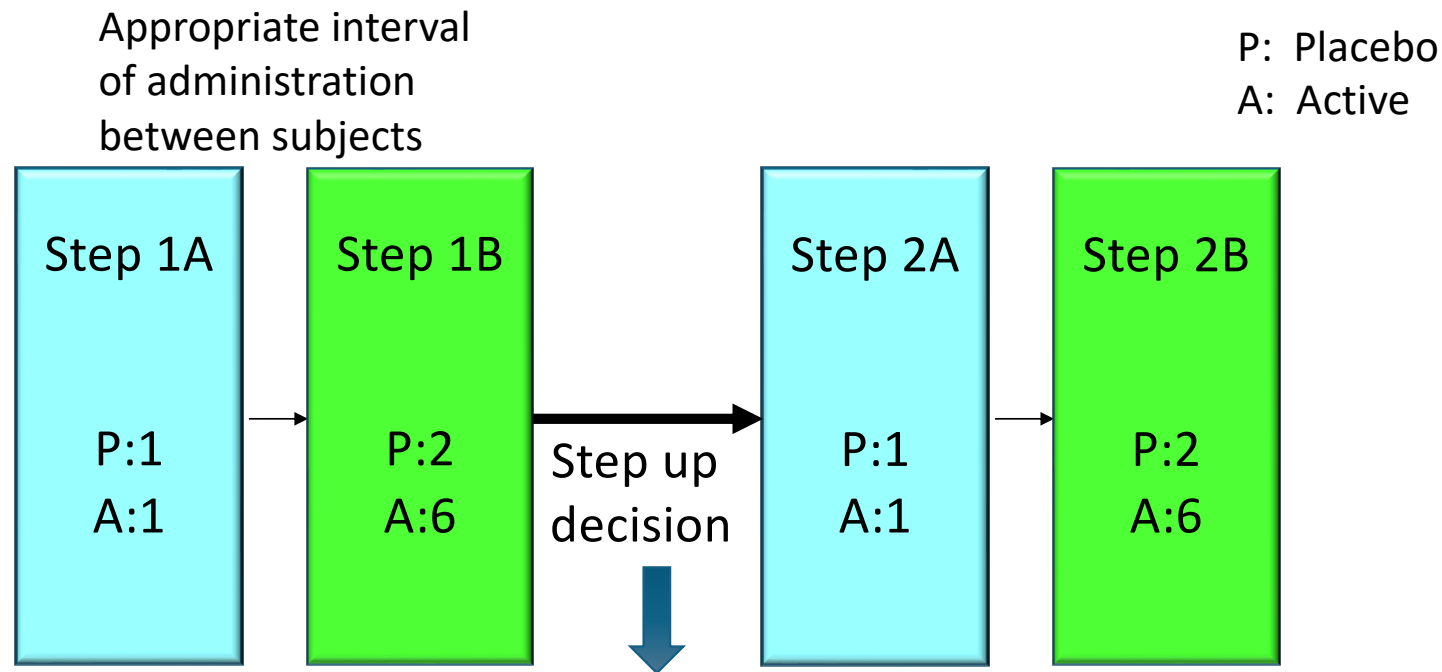 Appropriate interval
of administration
between subjects
P: Placebo
A: Active
Step 1A
P:1
A:1
Step 1B
P:2
A:6
Step up
decision
Step 2A
P:1
A:1
Step 2B
P:2
A:6